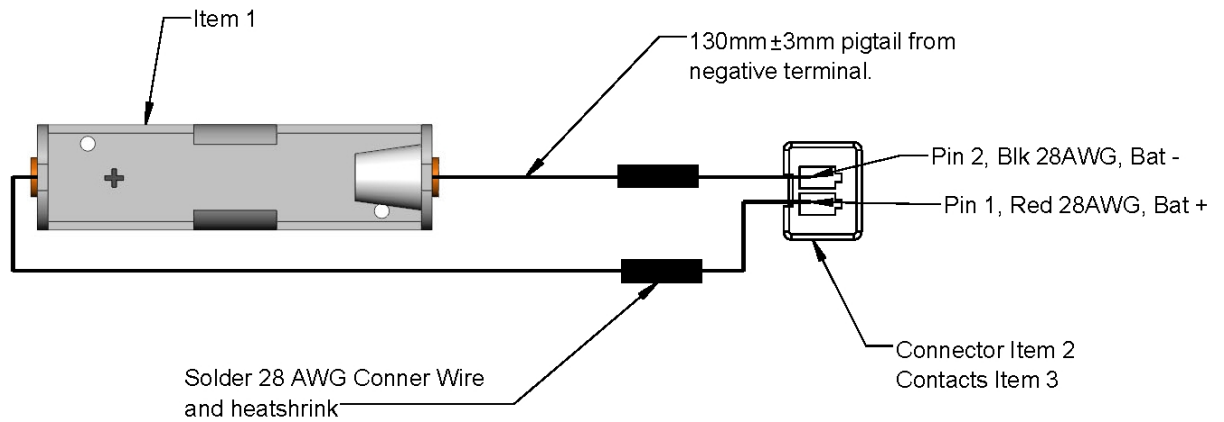 Item 1
130mm±3mm pigtail from
negative terminal.
Pin 2, Blk 28AWG, Bat -
Pin 1, Red 28AWG, Bat +
+
Connector Item 2
Contacts Item 3
Solder 28 AWG Conner Wire
and heatshrink